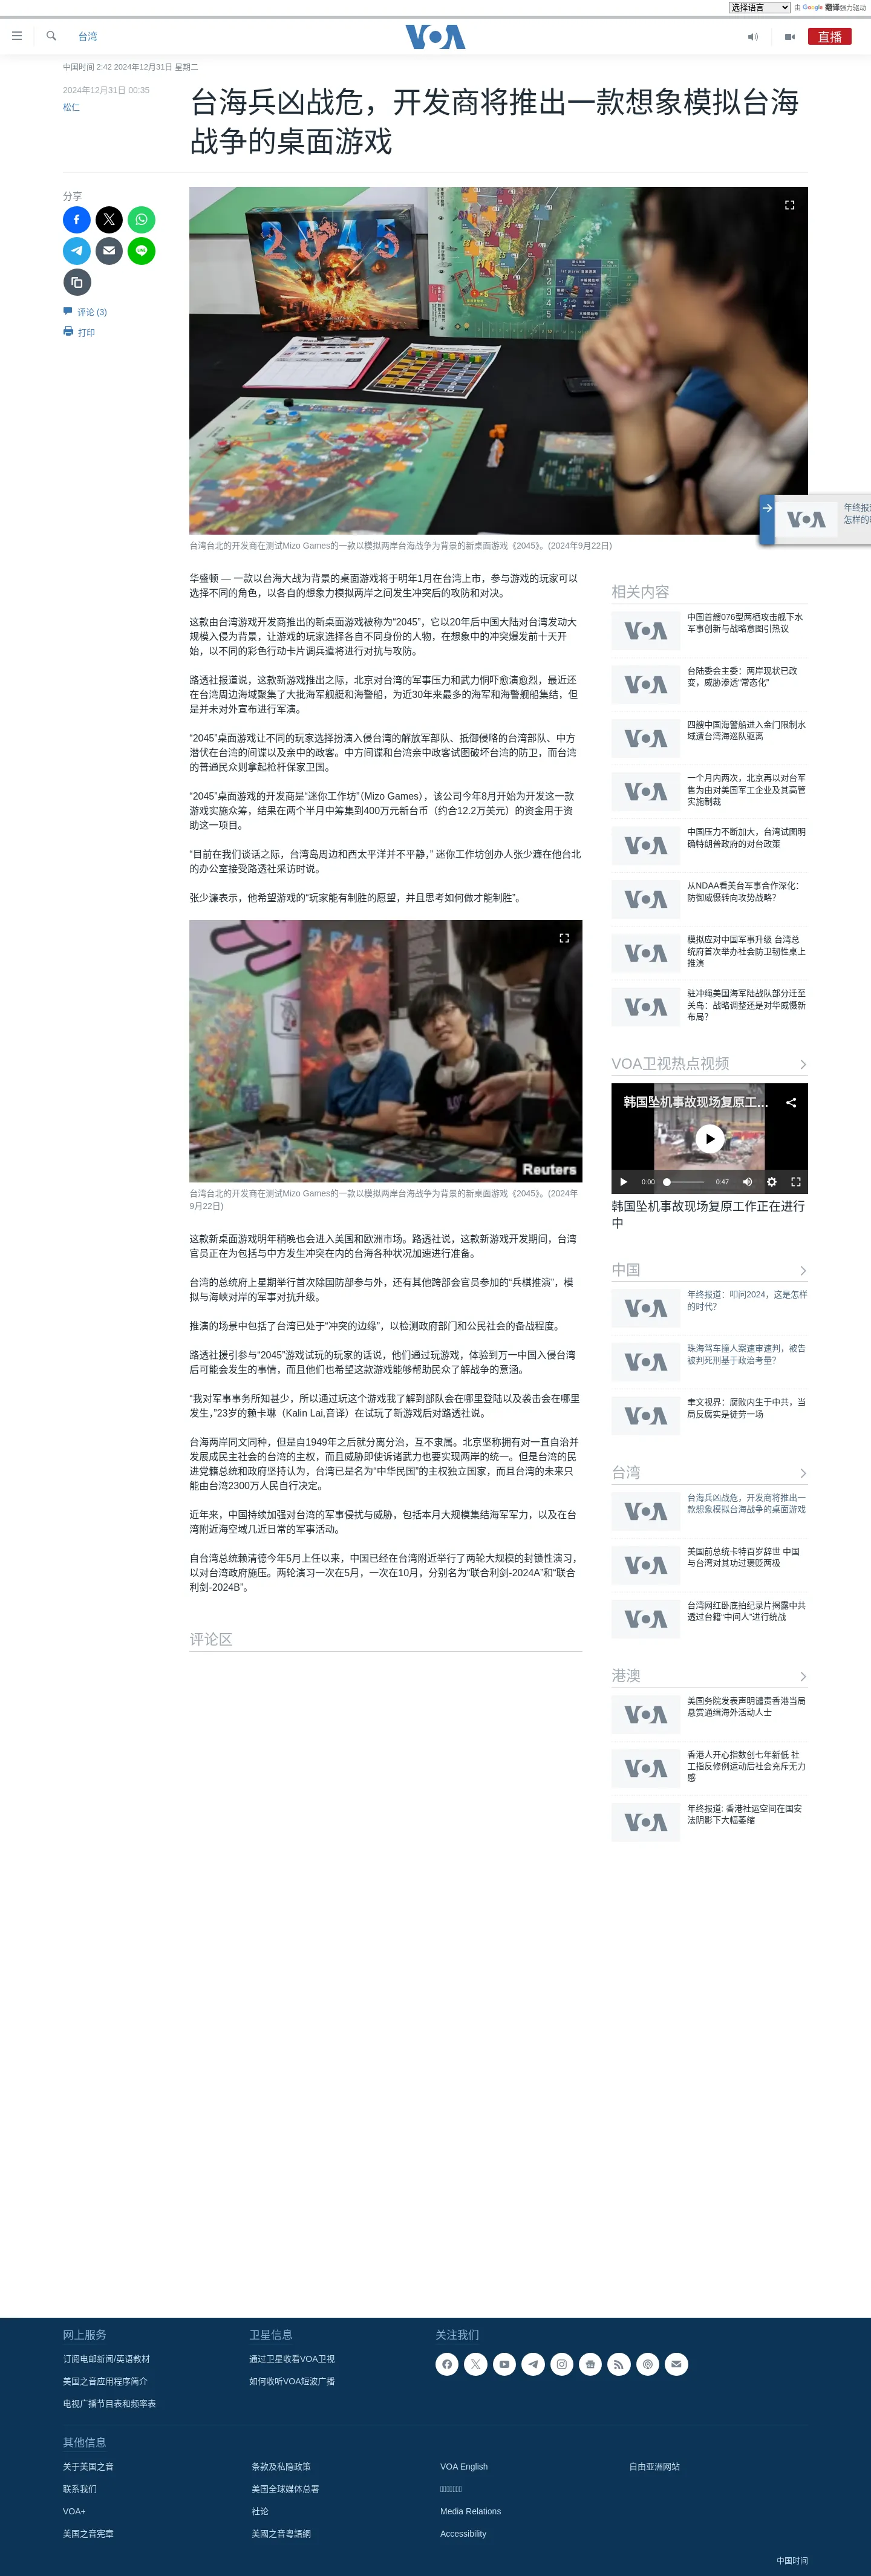 选择语言 由 Google 翻译强力驱动
台湾
VOA
直播
中国时间 2:42 2024年12月31日 星期二
2024年12月31日 00:35
松仁
台海兵凶战危，开发商将推出一款想象模拟台海
战争的桌面游戏
分享
评论 (3)
打印
2045
台湾台北的开发商在测试Mizo Games的一款以模拟两岸台海战争为背景的新桌面游戏《2045》。(2024年9月22日)
华盛顿 — 一款以台海大战为背景的桌面游戏将于明年1月在台湾上市，参与游戏的玩家可以
选择不同的角色，以各自的想象力模拟两岸之间发生冲突后的攻防和对决。
这款由台湾游戏开发商推出的新桌面游戏被称为“2045”，它以20年后中国大陆对台湾发动大
规模入侵为背景，让游戏的玩家选择各自不同身份的人物，在想象中的冲突爆发前十天开
始，以不同的彩色行动卡片调兵遣将进行对抗与攻防。
路透社报道说，这款新游戏推出之际，北京对台湾的军事压力和武力恫吓愈演愈烈，最近还
在台湾周边海域聚集了大批海军舰艇和海警船，为近30年来最多的海军和海警舰船集结，但
是并未对外宣布进行军演。
“2045”桌面游戏让不同的玩家选择扮演入侵台湾的解放军部队、抵御侵略的台湾部队、中方
潜伏在台湾的间谍以及亲中的政客。中方间谍和台湾亲中政客试图破坏台湾的防卫，而台湾
的普通民众则拿起枪杆保家卫国。
“2045”桌面游戏的开发商是“迷你工作坊”（Mizo Games），该公司今年8月开始为开发这一款
游戏实施众筹，结果在两个半月中筹集到400万元新台币（约合12.2万美元）的资金用于资
助这一项目。
“目前在我们谈话之际，台湾岛周边和西太平洋并不平静，” 迷你工作坊创办人张少濂在他台北
的办公室接受路透社采访时说。
张少濂表示，他希望游戏的“玩家能有制胜的愿望，并且思考如何做才能制胜”。
2045
Reuters
台湾台北的开发商在测试Mizo Games的一款以模拟两岸台海战争为背景的新桌面游戏《2045》。(2024年
9月22日)
这款新桌面游戏明年稍晚也会进入美国和欧洲市场。路透社说，这款新游戏开发期间，台湾
官员正在为包括与中方发生冲突在内的台海各种状况加速进行准备。
台湾的总统府上星期举行首次除国防部参与外，还有其他跨部会官员参加的“兵棋推演”，模
拟与海峡对岸的军事对抗升级。
推演的场景中包括了台湾已处于“冲突的边缘”，以检测政府部门和公民社会的备战程度。
路透社援引参与“2045”游戏试玩的玩家的话说，他们通过玩游戏，体验到万一中国入侵台湾
后可能会发生的事情，而且他们也希望这款游戏能够帮助民众了解战争的意涵。
“我对军事事务所知甚少，所以通过玩这个游戏我了解到部队会在哪里登陆以及袭击会在哪里
发生，”23岁的赖卡琳（Kalin Lai,音译）在试玩了新游戏后对路透社说。
台海两岸同文同种，但是自1949年之后就分离分治，互不隶属。北京坚称拥有对一直自治并
发展成民主社会的台湾的主权，而且威胁即使诉诸武力也要实现两岸的统一。但是台湾的民
进党籍总统和政府坚持认为，台湾已是名为“中华民国”的主权独立国家，而且台湾的未来只
能由台湾2300万人民自行决定。
近年来，中国持续加强对台湾的军事侵扰与威胁，包括本月大规模集结海军军力，以及在台
湾附近海空域几近日常的军事活动。
自台湾总统赖清德今年5月上任以来，中国已经在台湾附近举行了两轮大规模的封锁性演习，
以对台湾政府施压。两轮演习一次在5月，一次在10月，分别名为“联合利剑-2024A”和“联合
利剑-2024B”。
评论区
VOA
年终报
怎样的
相关内容
VOA
中国首艘076型两栖攻击舰下水
军事创新与战略意图引热议
VOA
台陆委会主委：两岸现状已改
变，威胁渗透“常态化”
VOA
四艘中国海警船进入金门限制水
域遭台湾海巡队驱离
VOA
一个月内两次，北京再以对台军
售为由对美国军工企业及其高管
实施制裁
VOA
中国压力不断加大，台湾试图明
确特朗普政府的对台政策
VOA
从NDAA看美台军事合作深化：
防御威慑转向攻势战略？
VOA
模拟应对中国军事升级 台湾总
统府首次举办社会防卫韧性桌上
推演
VOA
驻冲绳美国海军陆战队部分迁至
关岛：战略调整还是对华威慑新
布局？
VOA卫视热点视频
韩国坠机事故现场复原工...
0:00 0:47
韩国坠机事故现场复原工作正在进行
中
中国
VOA
年终报道：叩问2024，这是怎样
的时代？
VOA
珠海驾车撞人案速审速判，被告
被判死刑基于政治考量？
VOA
聿文视界：腐败内生于中共，当
局反腐实是徒劳一场
台湾
VOA
台海兵凶战危，开发商将推出一
款想象模拟台海战争的桌面游戏
VOA
美国前总统卡特百岁辞世 中国
与台湾对其功过褒贬两极
VOA
台湾网红卧底拍纪录片揭露中共
透过台籍“中间人”进行统战
港澳
VOA
美国务院发表声明谴责香港当局
悬赏通缉海外活动人士
VOA
香港人开心指数创七年新低 社
工指反修例运动后社会充斥无力
感
VOA
年终报道: 香港社运空间在国安
法阴影下大幅萎缩
网上服务
订阅电邮新闻/英语教材
美国之音应用程序简介
电视广播节目表和频率表
卫星信息
通过卫星收看VOA卫视
如何收听VOA短波广播
关注我们
其他信息
关于美国之音
联系我们
VOA+
美国之音宪章
条款及私隐政策
美国全球媒体总署
社论
美國之音粵語網
VOA English
Media Relations
Accessibility
自由亚洲网站
中国时间